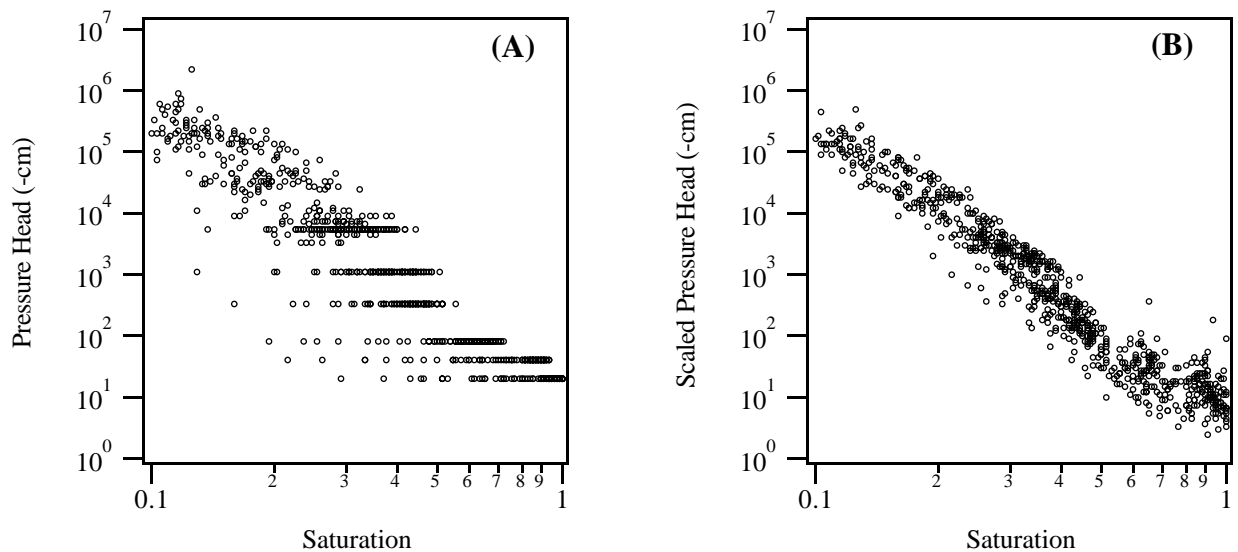 (A)
10^7
10^6
10^5
10^4
10^3
10^2
10^1
10^0
Pressure Head (-cm)
0.1 2 3 4 5 6 7 8 9 1
Saturation
(B)
10^7
10^6
10^5
10^4
10^3
10^2
10^1
10^0
Scaled Pressure Head (-cm)
0.1 2 3 4 5 6 7 8 9 1
Saturation